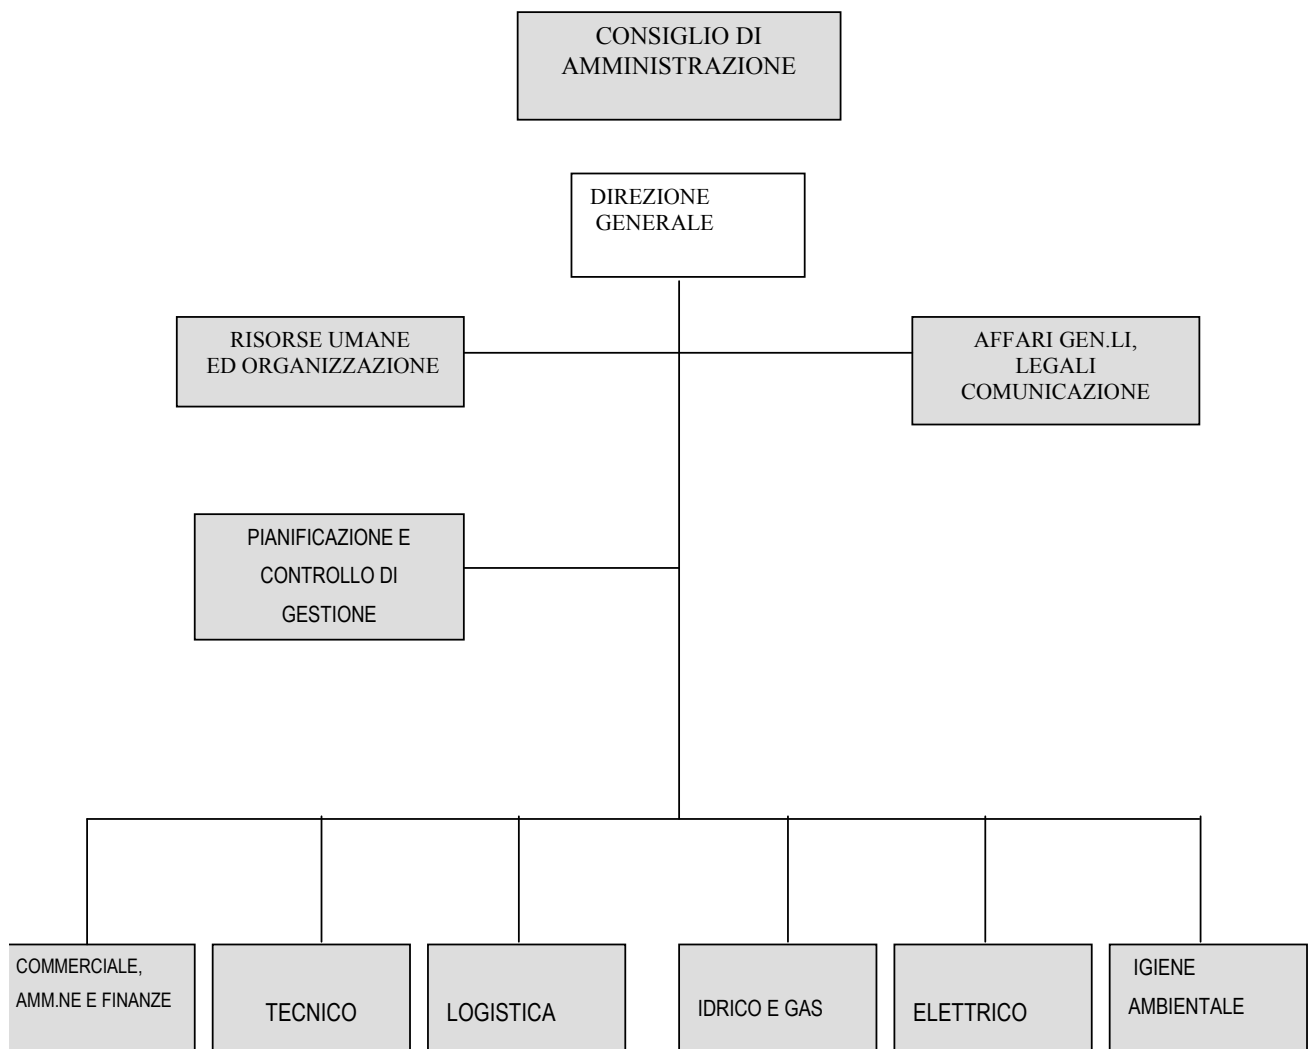 CONSIGLIO DI
AMMINISTRAZIONE
DIREZIONE
GENERALE
RISORSE UMANE
ED ORGANIZZAZIONE
AFFARI GEN.LI,
LEGALI
COMUNICAZIONE
PIANIFICAZIONE E
CONTROLLO DI
GESTIONE
COMMERCIALE,
AMM.NE E FINANZE
TECNICO
LOGISTICA
IDRICO E GAS
ELETTRICO
IGIENE
AMBIENTALE